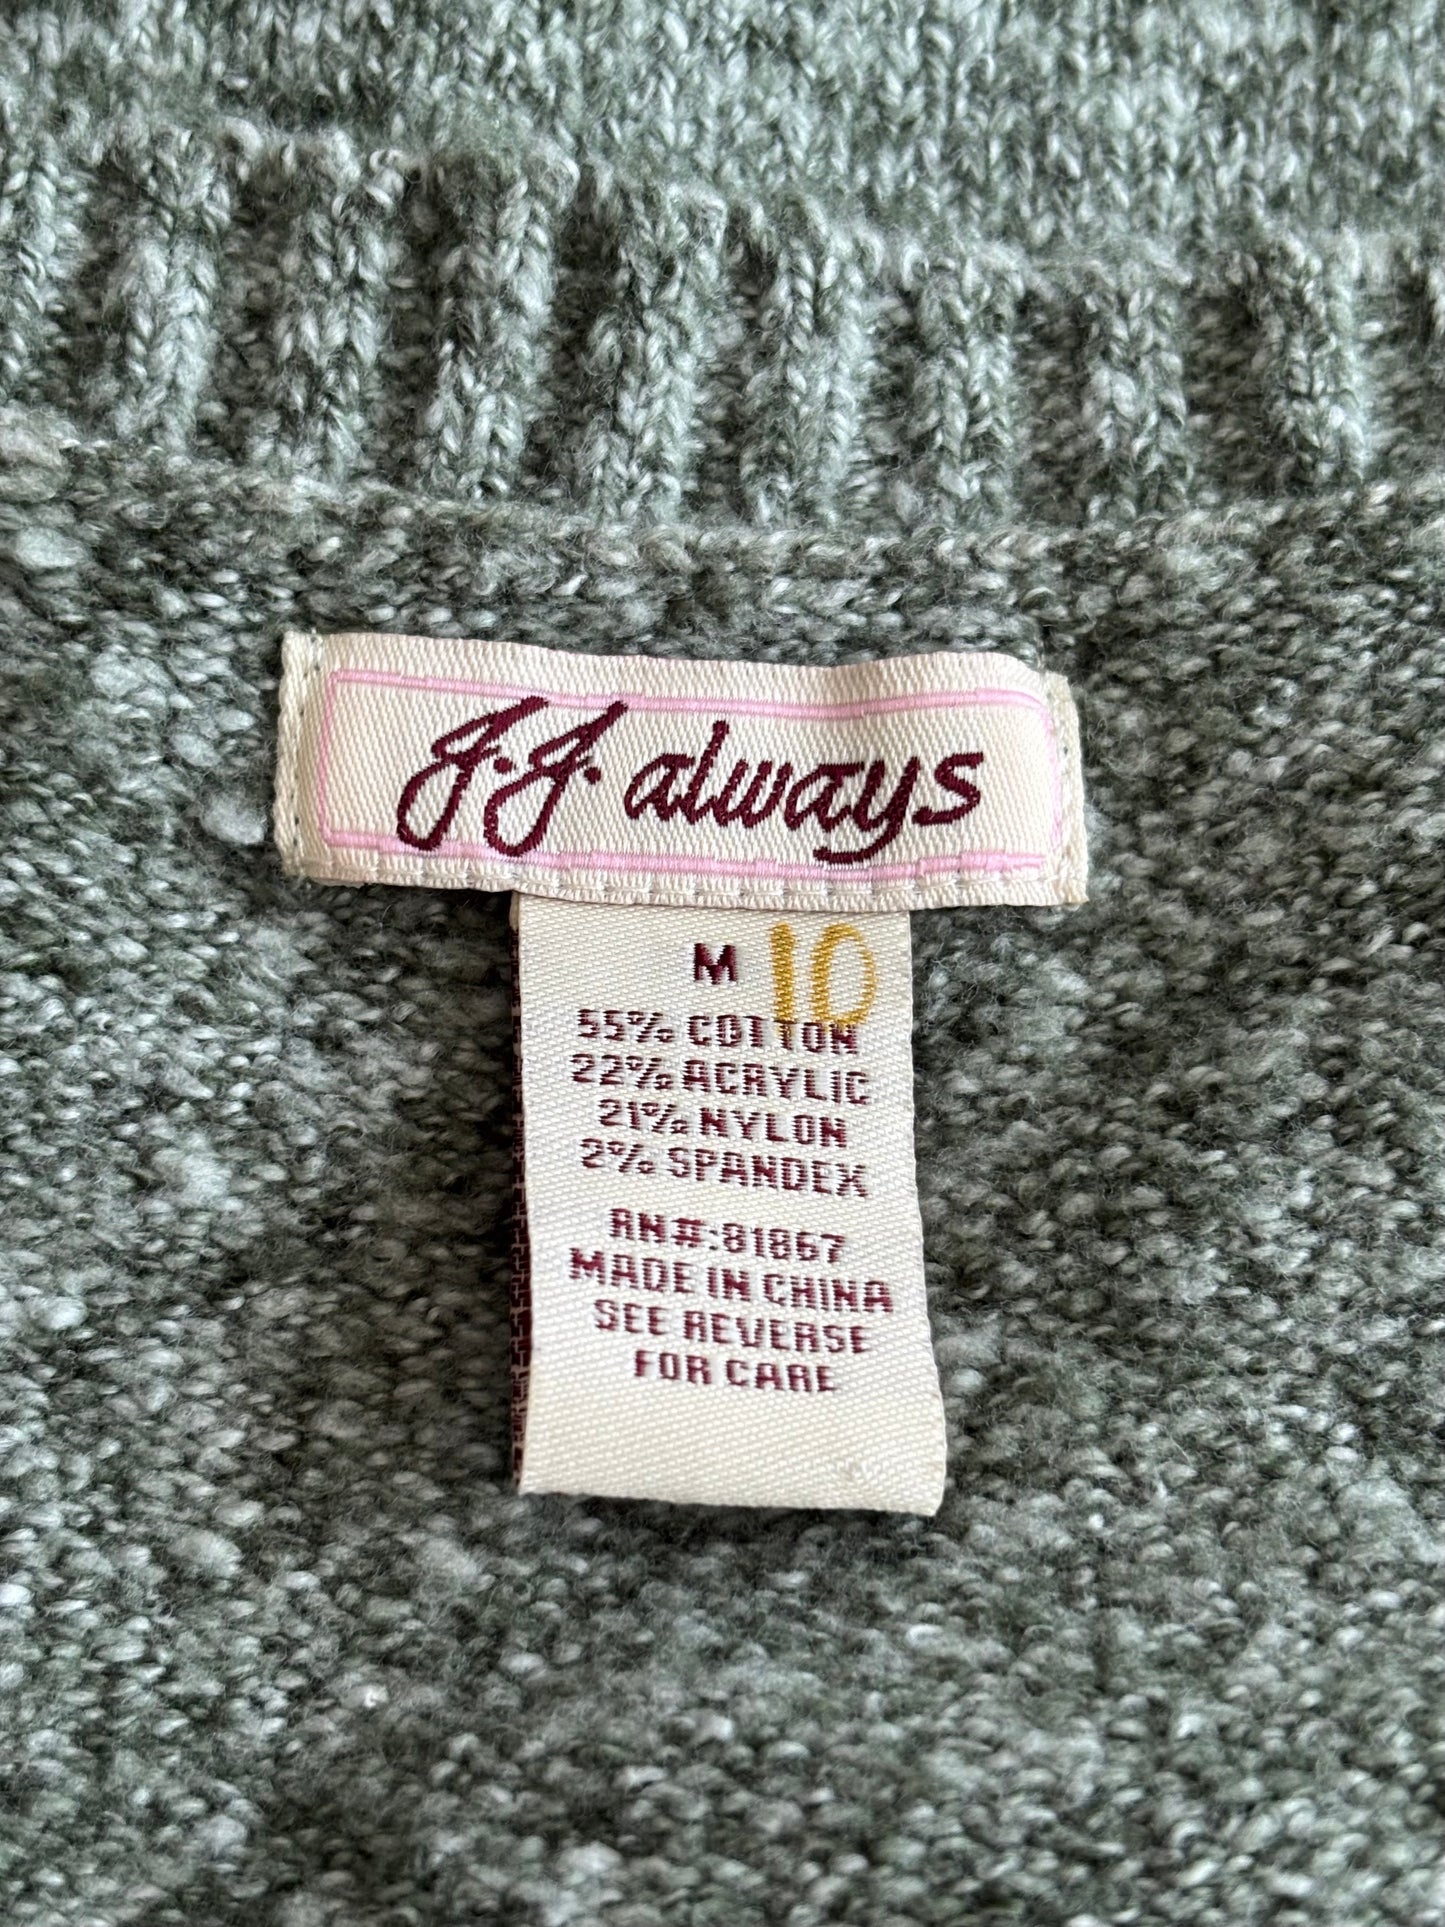 J.J. always
M 10
55% COTTON
22% ACRYLIC
21% NYLON
2% SPANDEX
RN#:81867
MADE IN CHINA
SEE REVERSE
FOR CARE